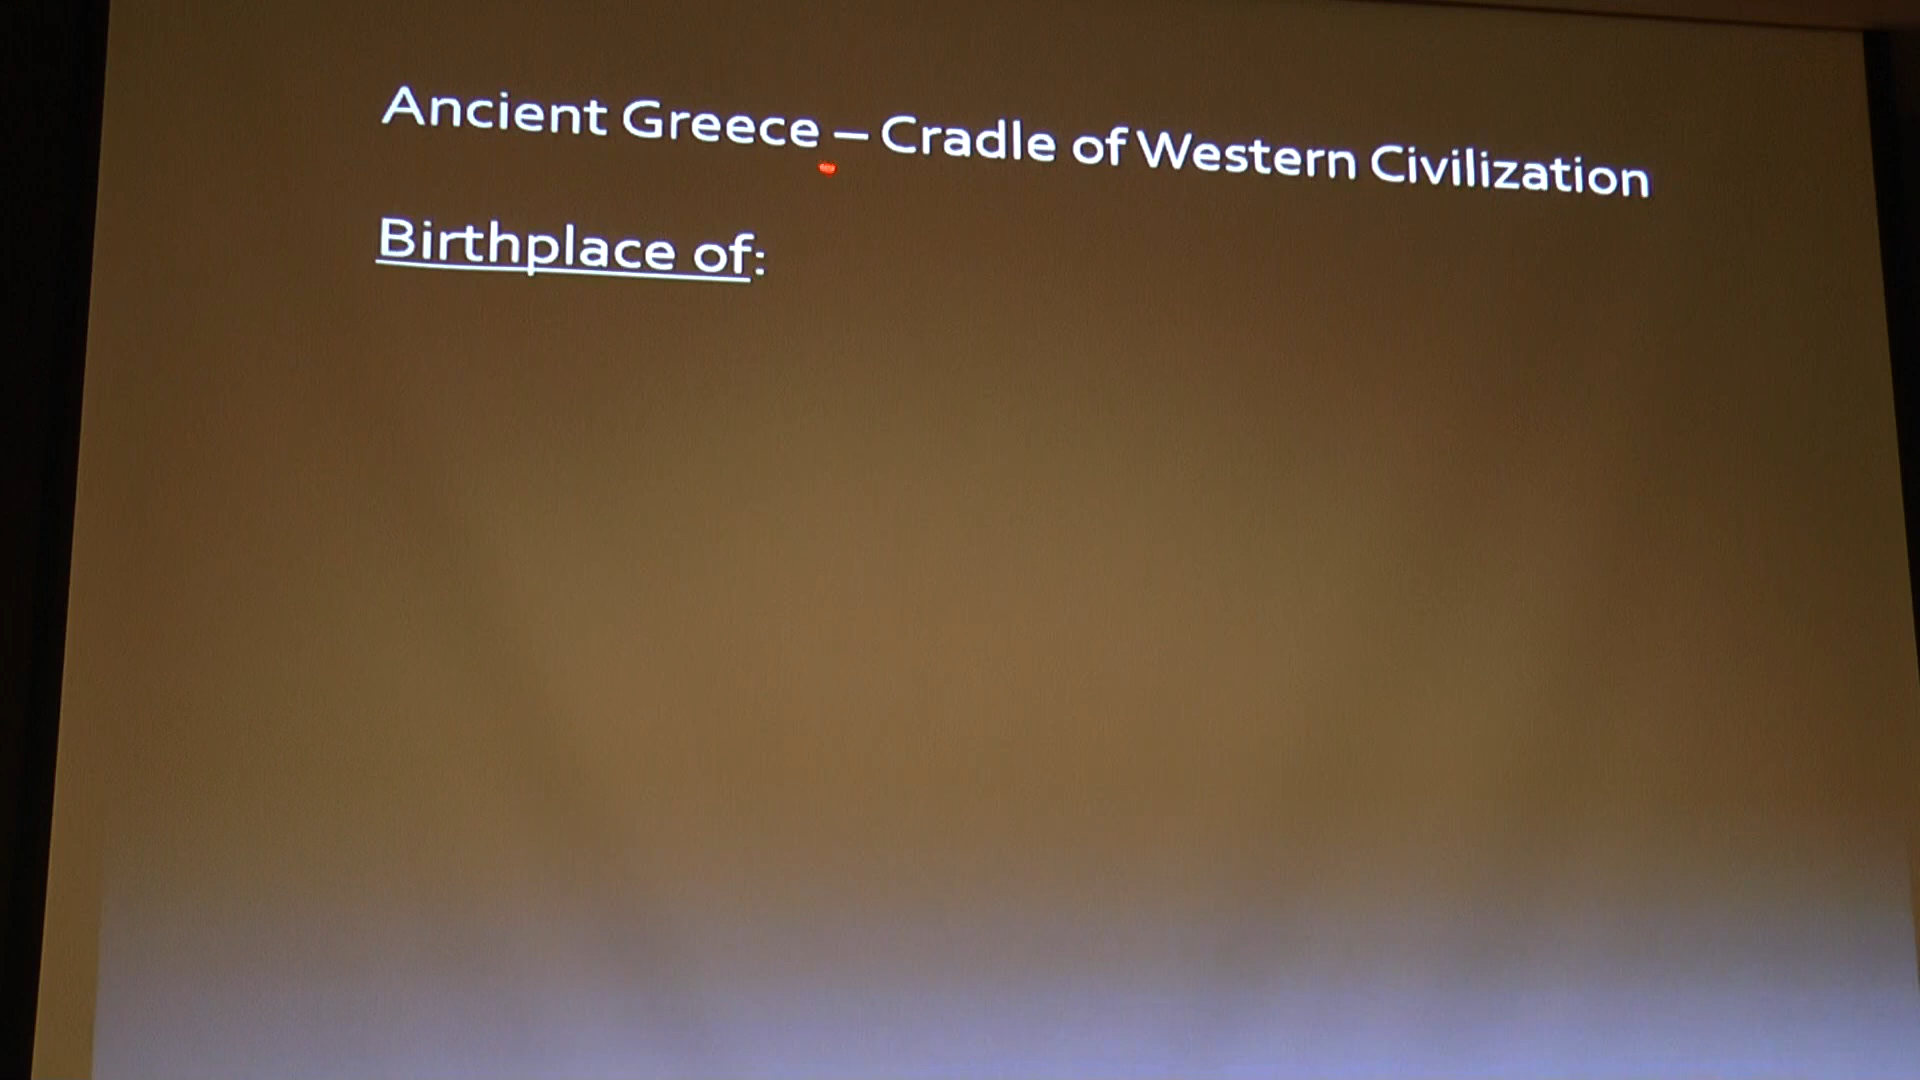 Ancient Greece – Cradle of Western Civilization
Birthplace of: